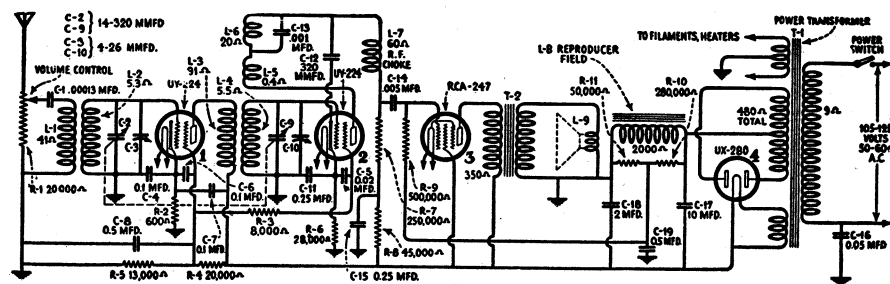 C-2
C-9
14-320 MMFD
C-3
C-10
4-26 MMFD.
VOLUME CONTROL
C-1 .00013 MFD.
L-1
41Ω
R-1 20000Ω
L-2
5.3Ω
C-2
C-3
UY-224
1
0.1 MFD.
C-4
R-2
600Ω
C-8
0.5 MFD.
R-5 13,000Ω
R-4 20,000Ω
C-7
0.1 MFD.
C-6
0.1 MFD.
L-3
91Ω
L-4
5.5Ω
L-5
0.4Ω
L-6
20Ω
C-13
.001
MFD.
C-12
320
MMFD.
UY-224
2
C-9
C-10
C-11
0.25 MFD.
C-5
0.02
MFD.
R-3
8,000Ω
R-6
28,000Ω
C-15 0.25 MFD.
L-7
60Ω
R.F.
CHOKE
C-14
.005 MFD.
RCA-247
3
R-9
500,000Ω
R-7
250,000Ω
R-8 45,000Ω
T-2
350Ω
L-9
L-8 REPRODUCER
FIELD
R-11
50,000Ω
R-10
280,000Ω
2000Ω
C-18
2 MFD.
C-17
10 MFD.
C-19
0.5 MFD.
TO FILAMENTS, HEATERS
POWER TRANSFORMER
T-1
POWER
SWITCH
480Ω
TOTAL
9Ω
UX-280
4
VOLTS
50-60~
A.C.
C-16
0.05 MFD